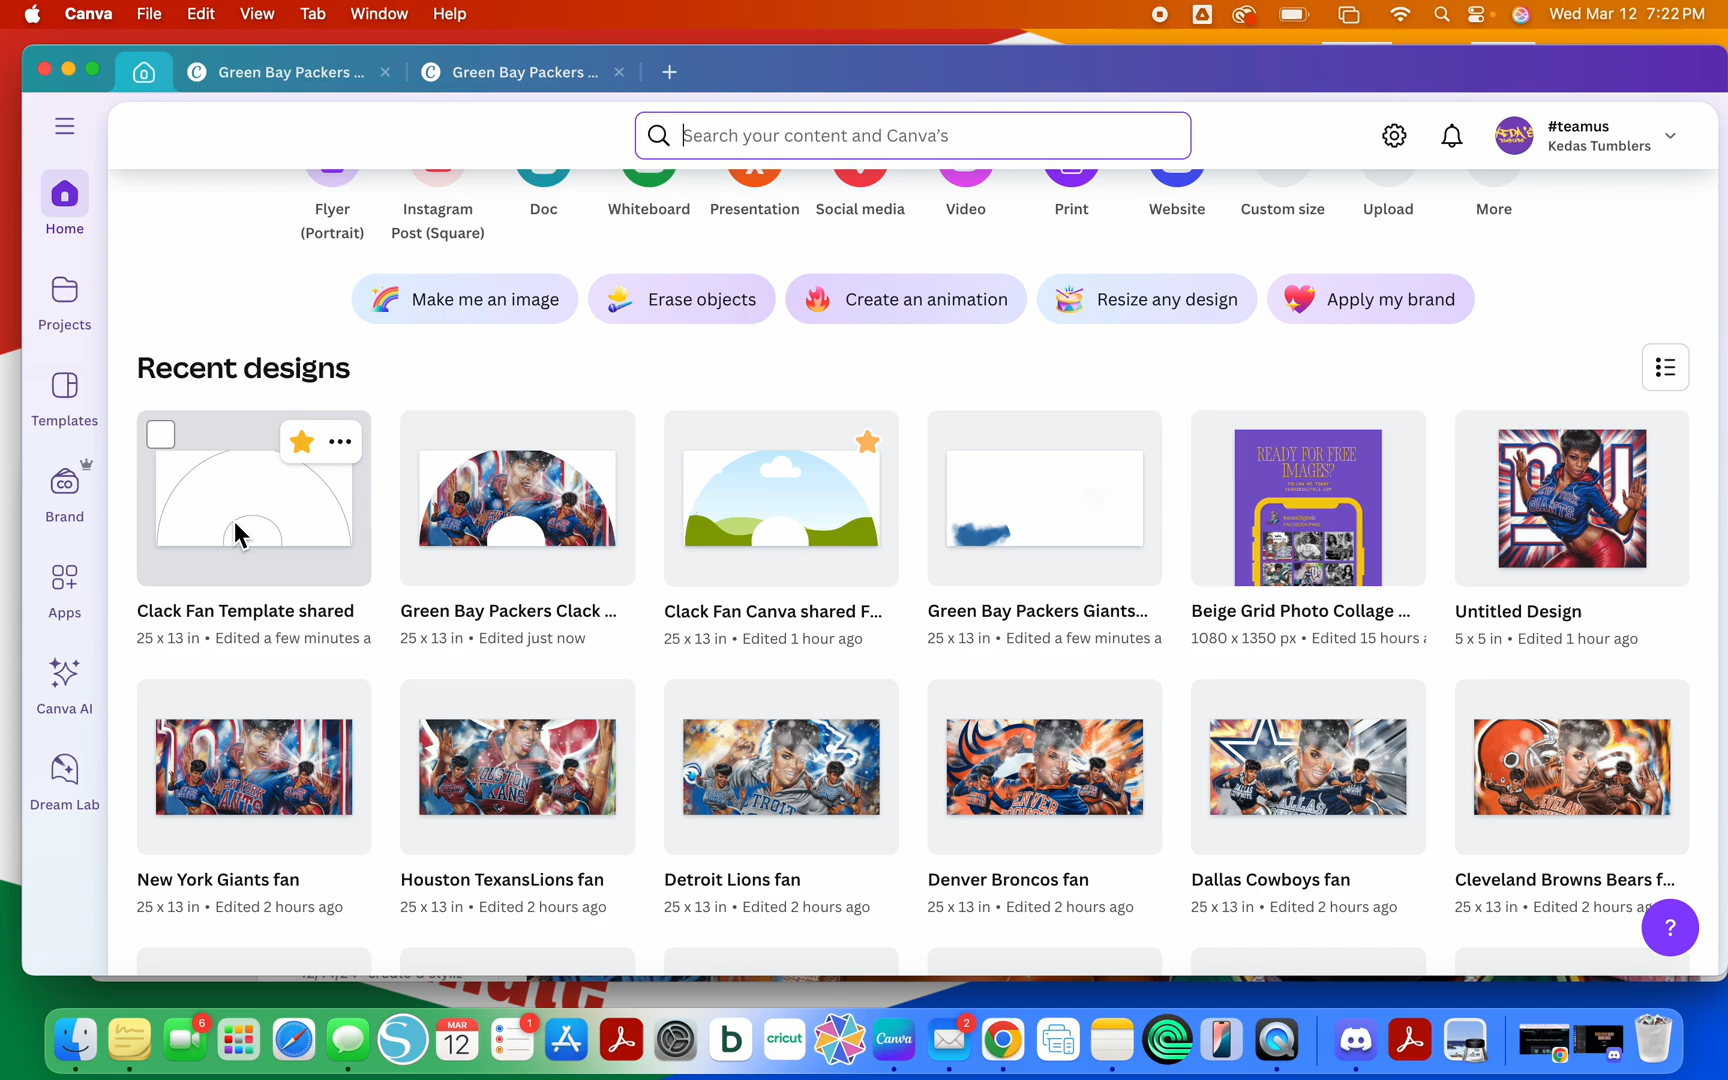 Canva File Edit View Tab Window Help
Wed Mar 12 7:22 PM
Green Bay Packers ...
Green Bay Packers ...
Search your content and Canva's
#teamus
Kedas Tumblers
Home
Projects
Templates
Brand
Apps
Canva AI
Dream Lab
Flyer (Portrait)
Instagram Post (Square)
Doc
Whiteboard
Presentation
Social media
Video
Print
Website
Custom size
Upload
More
Make me an image
Erase objects
Create an animation
Resize any design
Apply my brand
Recent designs
READY FOR FREE
IMAGES?
Clack Fan Template shared
25 x 13 in • Edited a few minutes a
Green Bay Packers Clack ...
25 x 13 in • Edited just now
Clack Fan Canva shared F...
25 x 13 in • Edited 1 hour ago
Green Bay Packers Giants...
25 x 13 in • Edited a few minutes a
Beige Grid Photo Collage ...
1080 x 1350 px • Edited 15 hours
Untitled Design
5 x 5 in • Edited 1 hour ago
New York Giants fan
25 x 13 in • Edited 2 hours ago
Houston TexansLions fan
25 x 13 in • Edited 2 hours ago
Detroit Lions fan
25 x 13 in • Edited 2 hours ago
Denver Broncos fan
25 x 13 in • Edited 2 hours ago
Dallas Cowboys fan
25 x 13 in • Edited 2 hours ago
Cleveland Browns Bears f...
25 x 13 in • Edited 2 hours
?
6
MAR
12
1
b
cricut
Canva
2